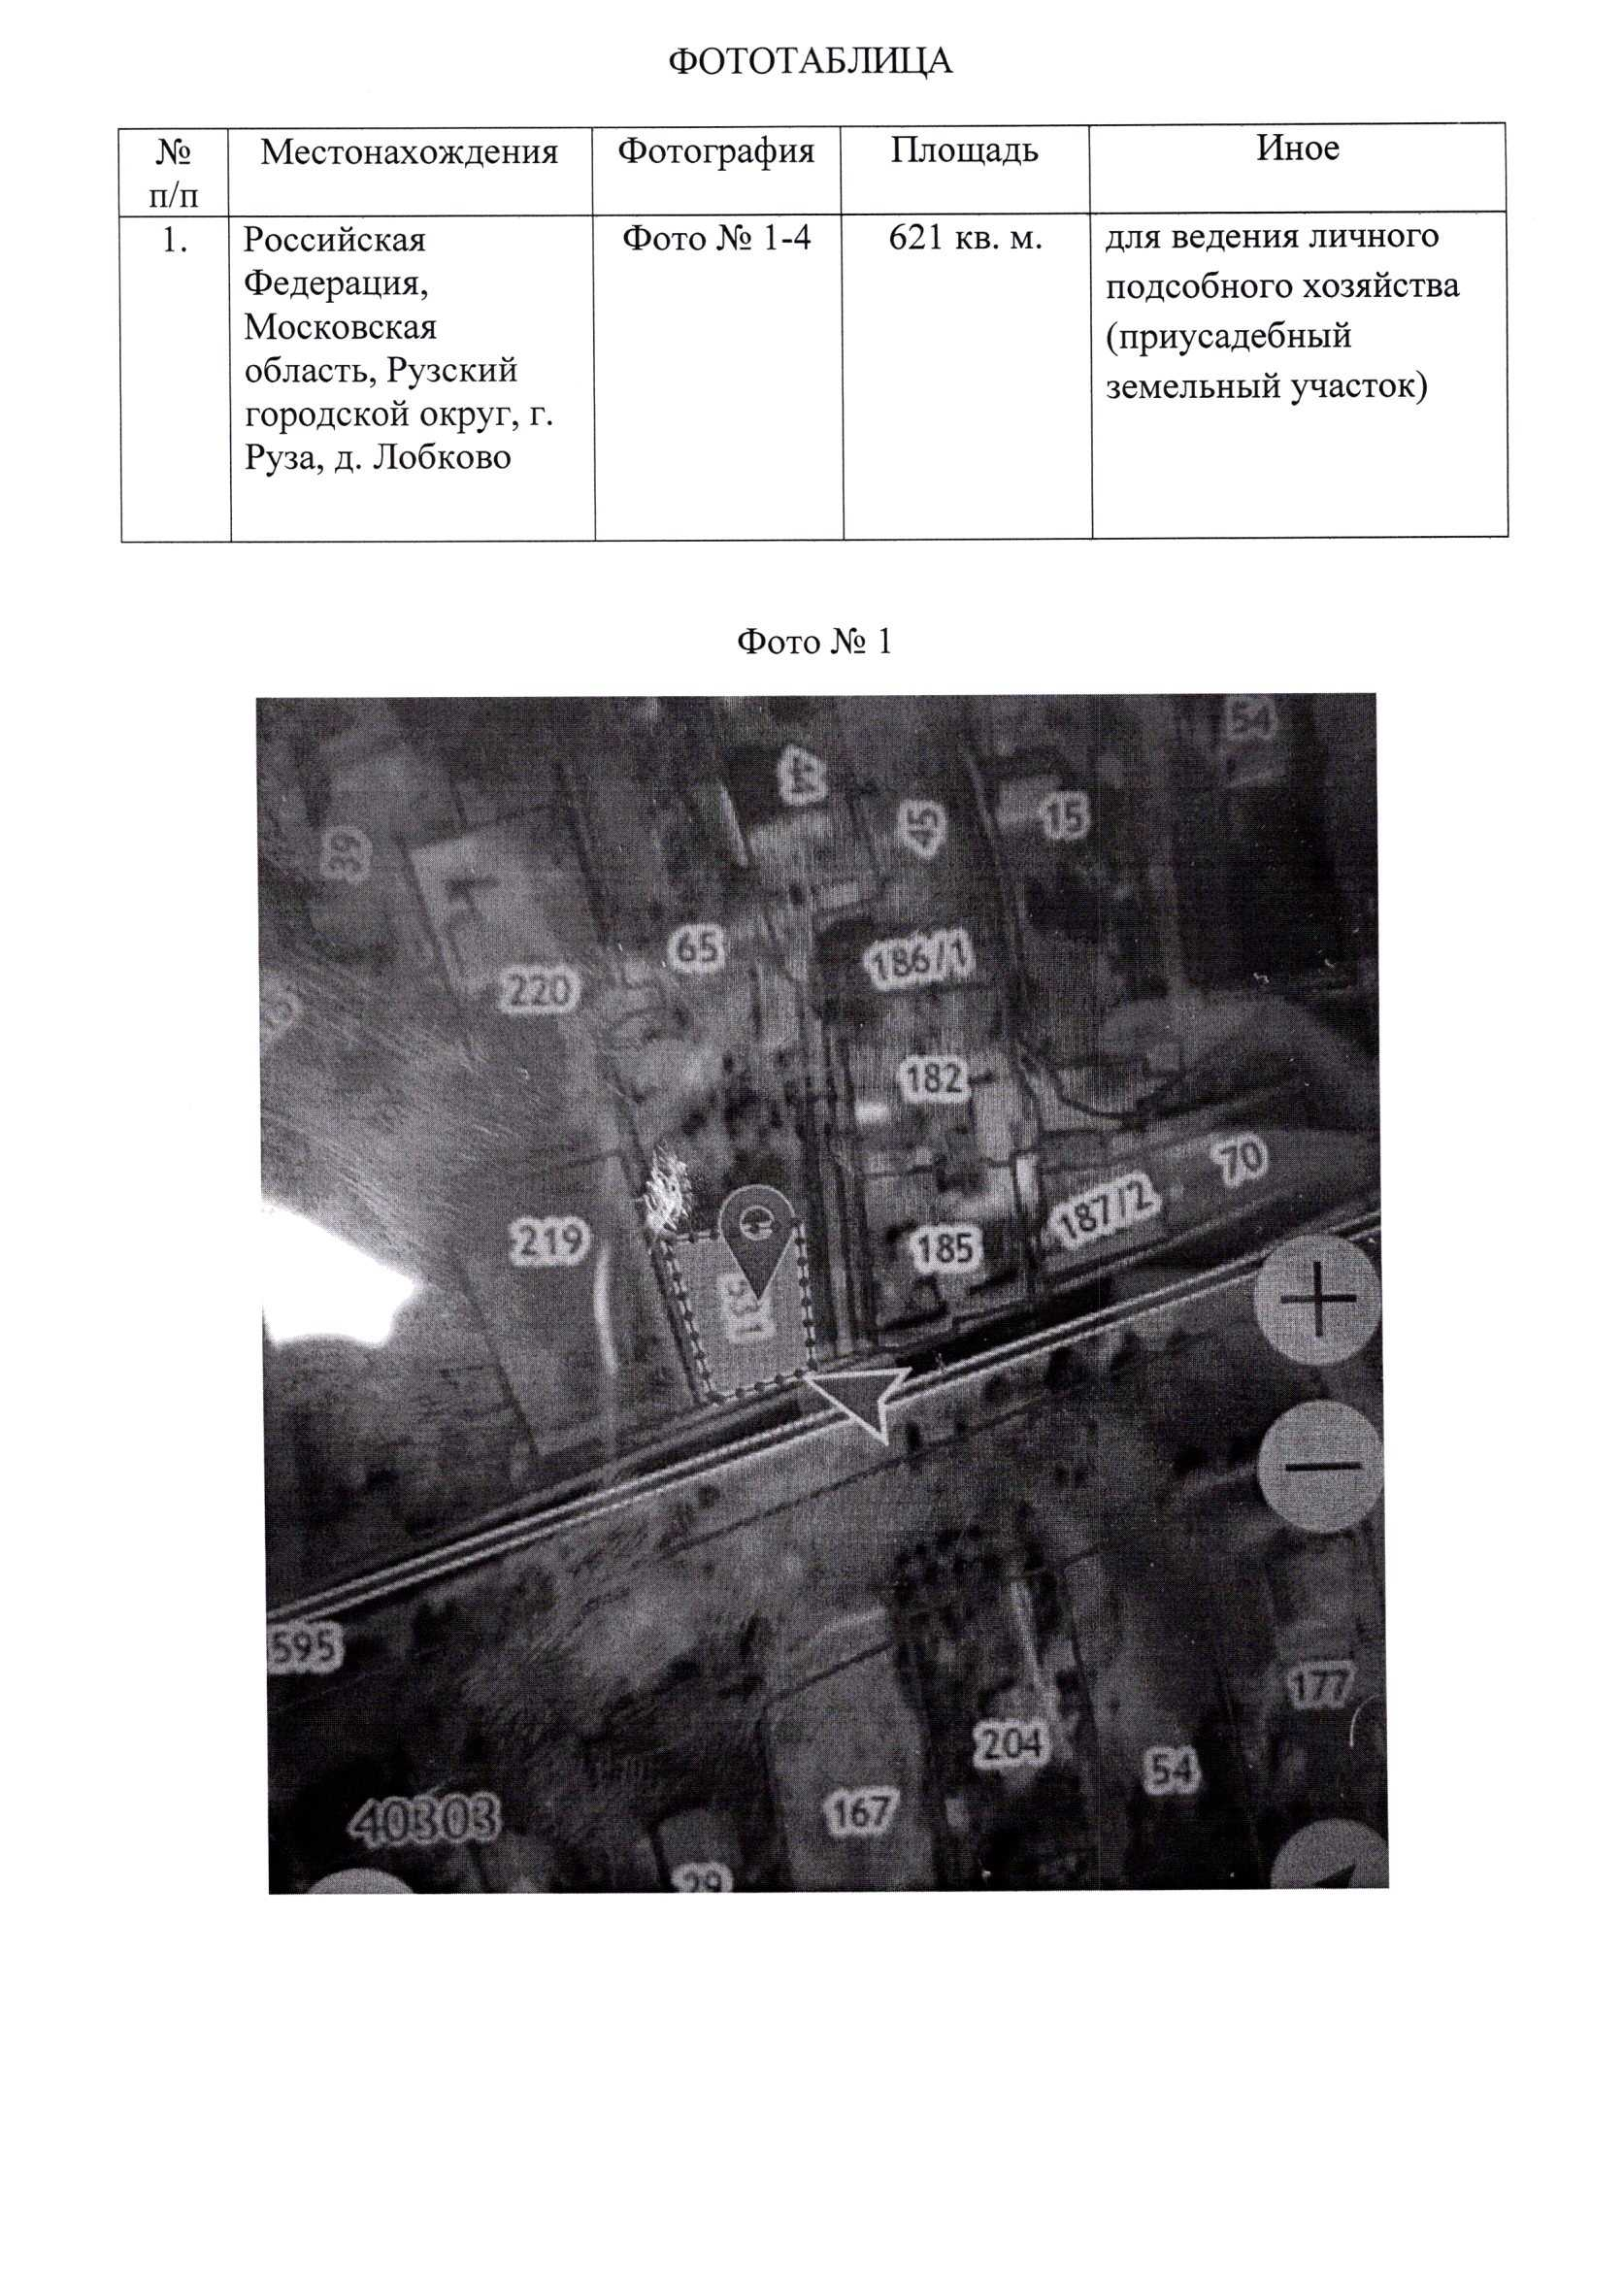 ФОТОТАБЛИЦА
№ п/п
Местонахождения
Фотография
Площадь
Иное
1.
Российская
Федерация,
Московская
область, Рузский
городской округ, г.
Руза, д. Лобково
Фото № 1-4
621 кв. м.
для ведения личного
подсобного хозяйства
(приусадебный
земельный участок)
Фото № 1
54
45
15
39
65
186/1
220
182
70
187/2
219
185
531
595
177
204
54
167
40303
29